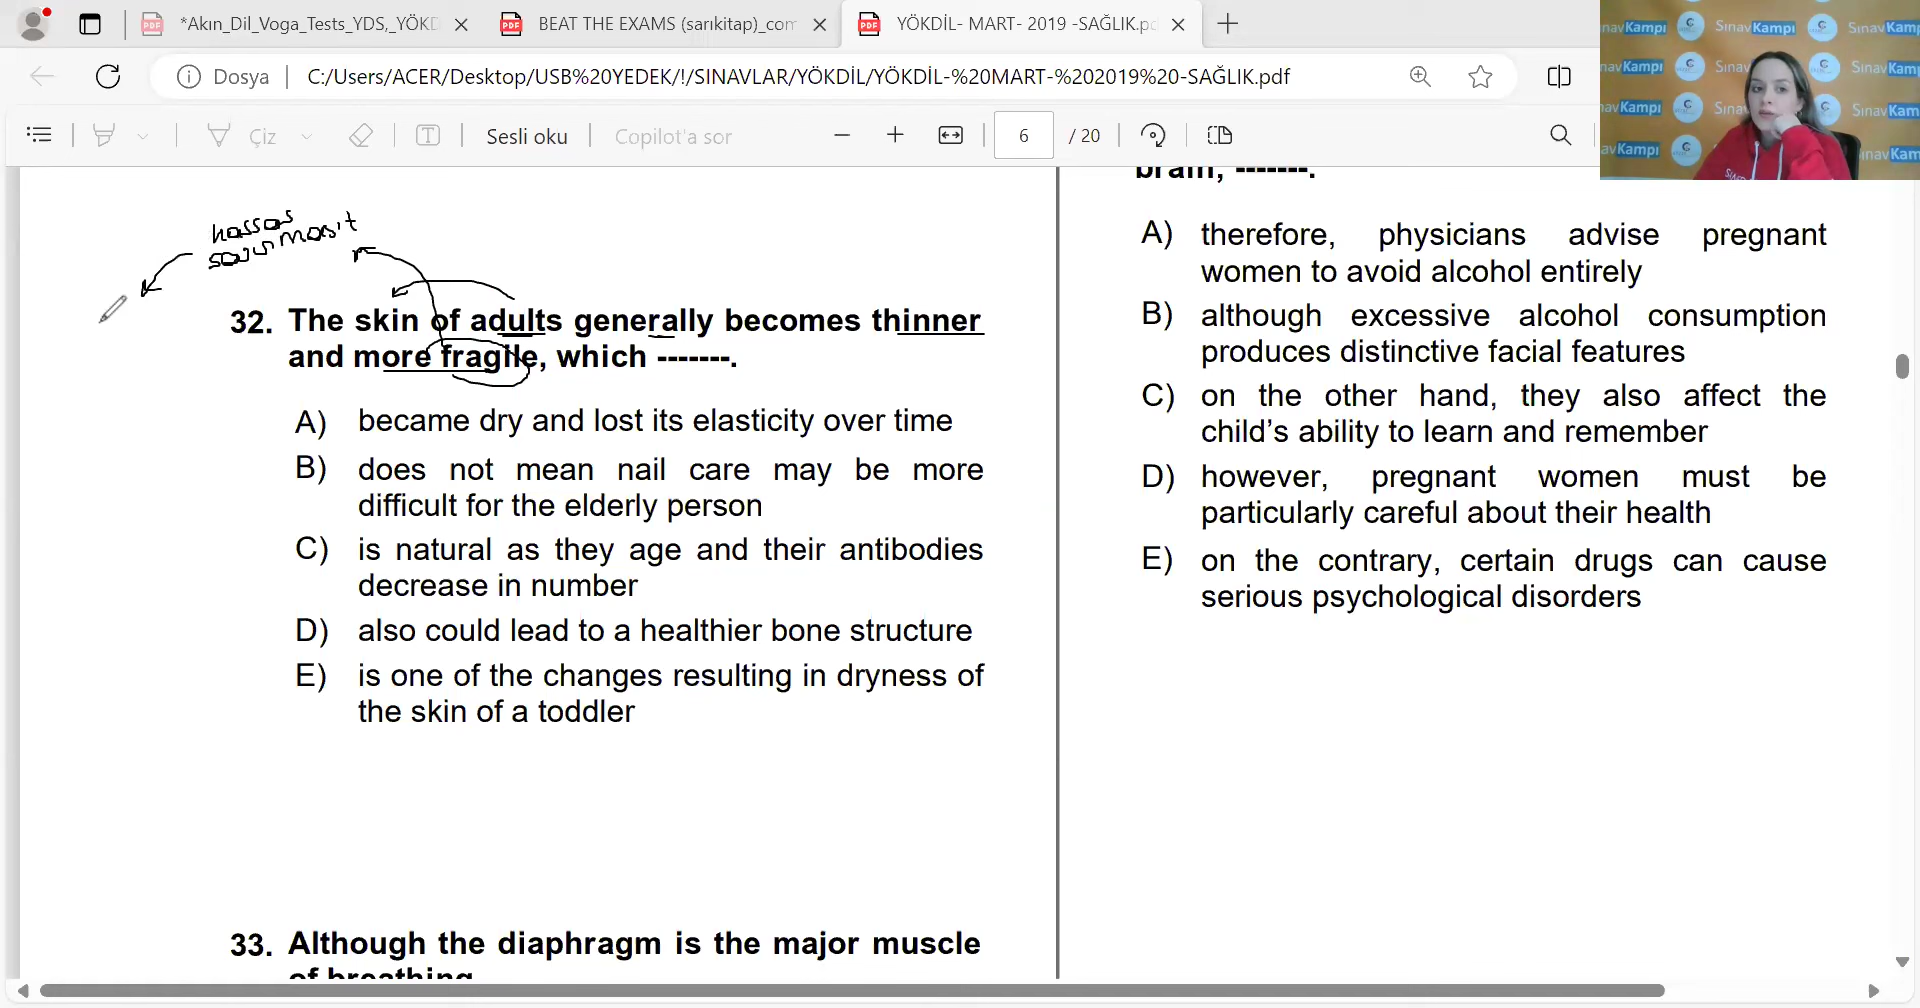 *Akın_Dil_Voga_Tests_YDS,_YÖKD
BEAT THE EXAMS (sarıkitap)_com
YÖKDİL- MART- 2019 -SAĞLIK.pd
Dosya
C:/Users/ACER/Desktop/USB%20YEDEK/!/SINAVLAR/YÖKDİL/YÖKDİL-%20MART-%202019%20-SAĞLIK.pdf
Çiz
Sesli oku
Copilot'a sor
6 / 20
hassas
32. The skin of adults generally becomes thinner
and more fragile, which -------.
A) became dry and lost its elasticity over time
B) does not mean nail care may be more
difficult for the elderly person
C) is natural as they age and their antibodies
decrease in number
D) also could lead to a healthier bone structure
E) is one of the changes resulting in dryness of
the skin of a toddler
33. Although the diaphragm is the major muscle
of breathing,
brain, -------.
A) therefore, physicians advise pregnant
women to avoid alcohol entirely
B) although excessive alcohol consumption
produces distinctive facial features
C) on the other hand, they also affect the
child’s ability to learn and remember
D) however, pregnant women must be
particularly careful about their health
E) on the contrary, certain drugs can cause
serious psychological disorders
SınavKampı